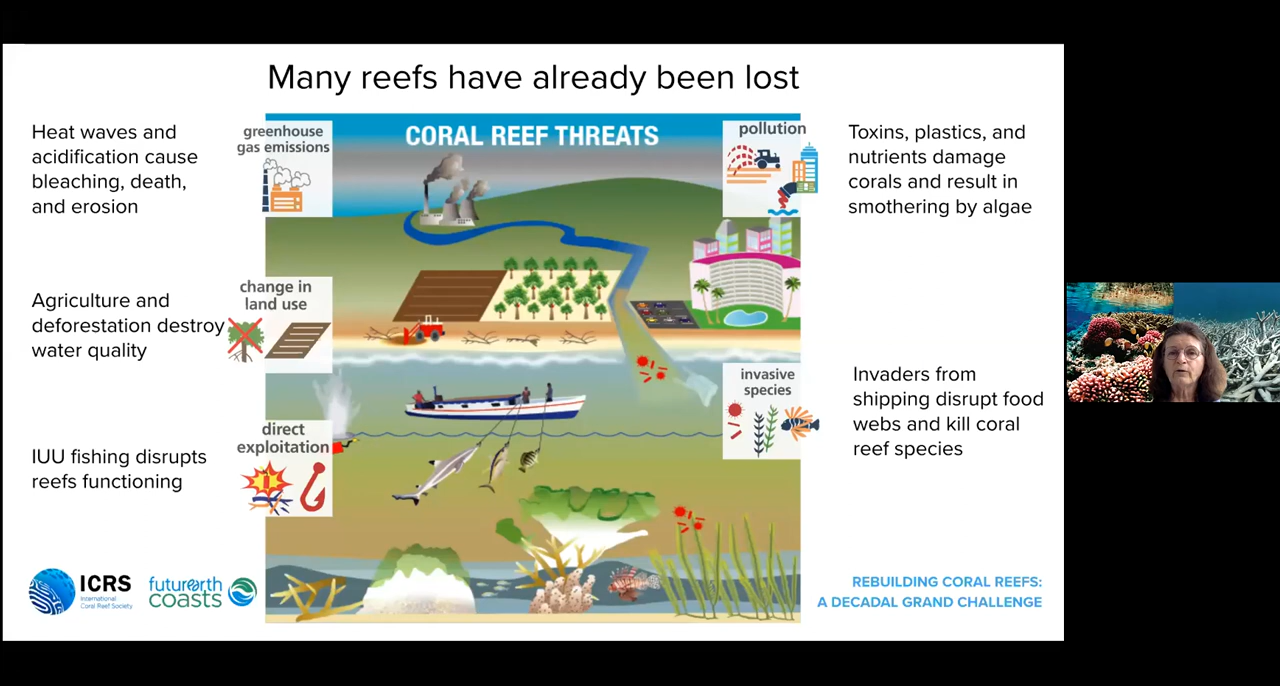 Many reefs have already been lost
Heat waves and
acidification cause
bleaching, death,
and erosion
greenhouse
gas emissions
CORAL REEF THREATS
pollution
Toxins, plastics, and
nutrients damage
corals and result in
smothering by algae
Agriculture and
deforestation destroy
water quality
change in
land use
invasive
species
Invaders from
shipping disrupt food
webs and kill coral
reef species
IUU fishing disrupts
reefs functioning
direct
exploitation
ICRS
International
Coral Reef Society
futurearth
coasts
REBUILDING CORAL REEFS:
A DECADAL GRAND CHALLENGE